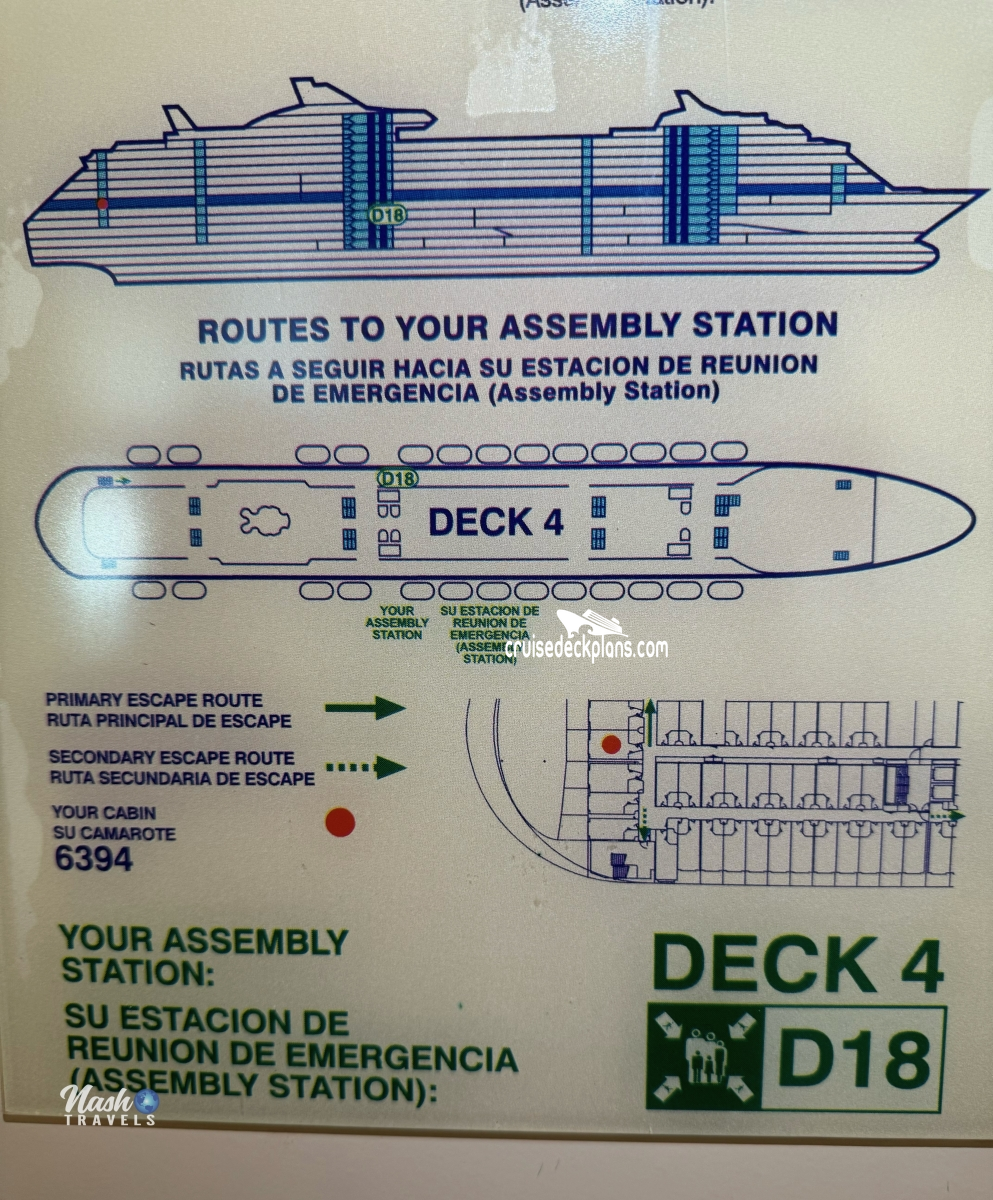 D18
ROUTES TO YOUR ASSEMBLY STATION
RUTAS A SEGUIR HACIA SU ESTACION DE REUNION
DE EMERGENCIA (Assembly Station)
D18
DECK 4
YOUR
ASSEMBLY
STATION
SU ESTACION DE
REUNION DE
EMERGENCIA
(ASSEMBLY
STATION)
cruisedeckplans.com
PRIMARY ESCAPE ROUTE
RUTA PRINCIPAL DE ESCAPE
SECONDARY ESCAPE ROUTE
RUTA SECUNDARIA DE ESCAPE
YOUR CABIN
SU CAMAROTE
6394
YOUR ASSEMBLY
STATION:
SU ESTACION DE
REUNION DE EMERGENCIA
(ASSEMBLY STATION):
DECK 4
D18
Nash
TRAVELS